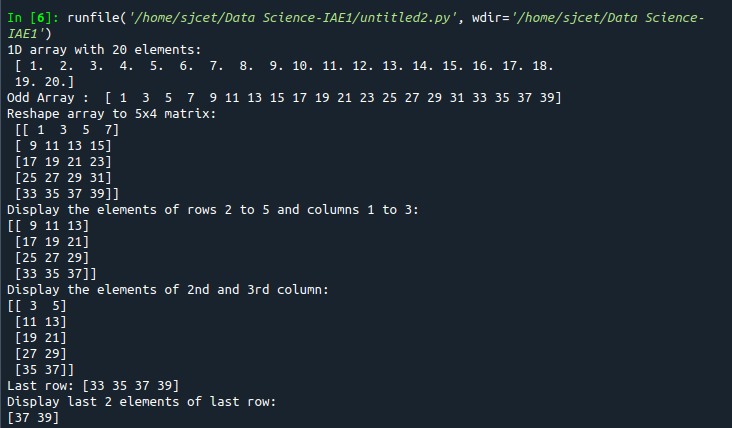 In [6]: runfile('/home/sjcet/Data Science-IAE1/untitled2.py', wdir='/home/sjcet/Data Science-
IAE1')
1D array with 20 elements:
 [ 1.  2.  3.  4.  5.  6.  7.  8.  9. 10. 11. 12. 13. 14. 15. 16. 17. 18.
 19. 20.]
Odd Array :  [ 1  3  5  7  9 11 13 15 17 19 21 23 25 27 29 31 33 35 37 39]
Reshape array to 5x4 matrix:
 [[ 1  3  5  7]
 [ 9 11 13 15]
 [17 19 21 23]
 [25 27 29 31]
 [33 35 37 39]]
Display the elements of rows 2 to 5 and columns 1 to 3:
[[ 9 11 13]
 [17 19 21]
 [25 27 29]
 [33 35 37]]
Display the elements of 2nd and 3rd column:
[[ 3  5]
 [11 13]
 [19 21]
 [27 29]
 [35 37]]
Last row: [33 35 37 39]
Display last 2 elements of last row:
[37 39]